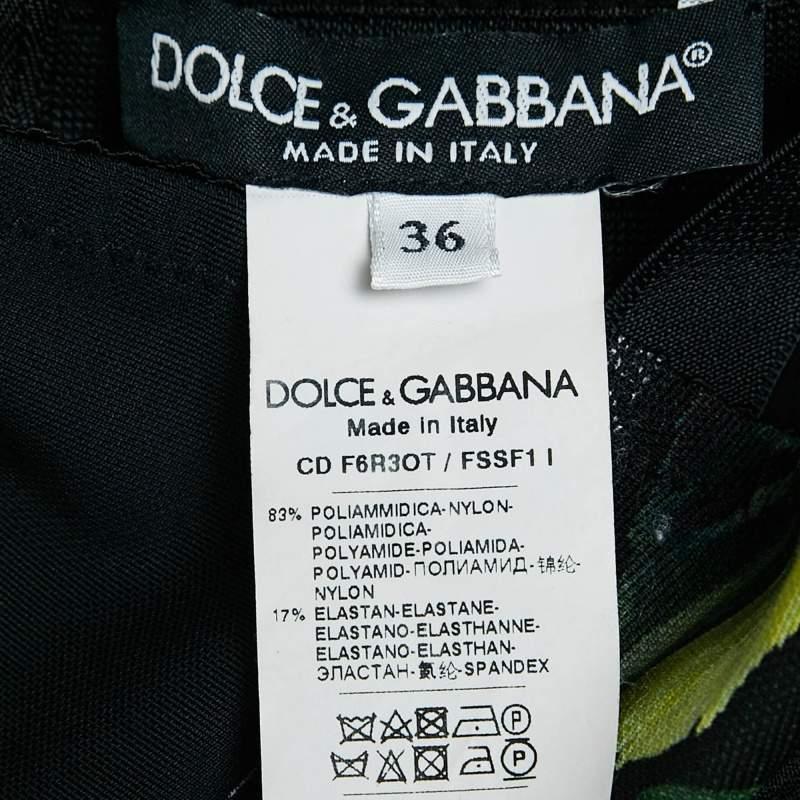 DOLCE & GABBANA®
MADE IN ITALY
36
DOLCE & GABBANA
Made in Italy
CD F6R3OT / FSSF1 I
83% POLIAMMIDICA-NYLON-
POLIAMIDICA-
POLYAMIDE-POLIAMIDA-
POLYAMID-ПОЛИАМИД-锦纶-
NYLON
17% ELASTAN-ELASTANE-
ELASTANO-ELASTHANNE-
ELASTANO-ELASTHAN-
ЭЛАСТАН-氨纶-SPANDEX
P
P